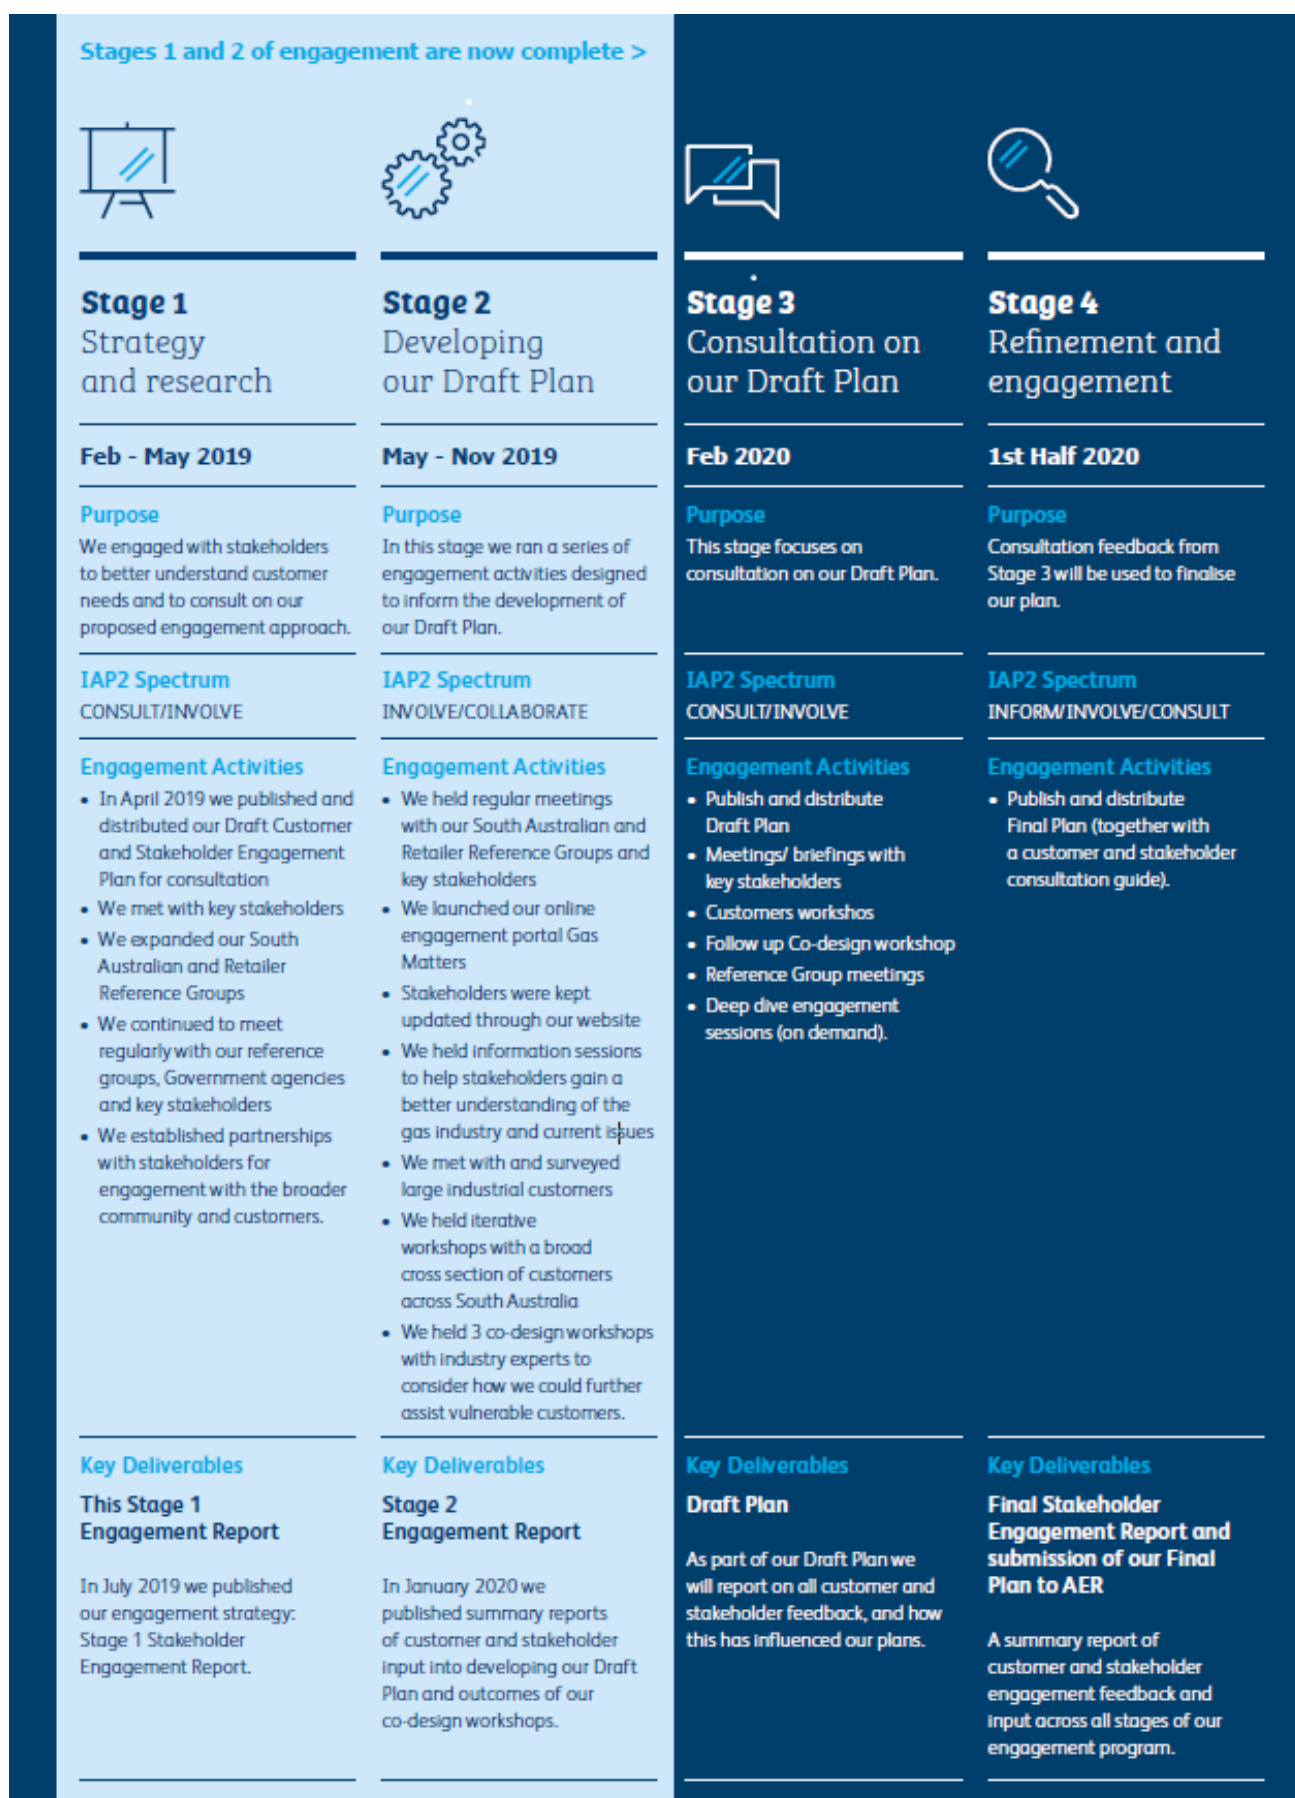 Stages 1 and 2 of engagement are now complete >
Stage 1
Strategy
and research
Feb - May 2019
Purpose
We engaged with stakeholders
to better understand customer
needs and to consult on our
proposed engagement approach.
IAP2 Spectrum
CONSULT/INVOLVE
Engagement Activities
• In April 2019 we published and
distributed our Draft Customer
and Stakeholder Engagement
Plan for consultation
• We met with key stakeholders
• We expanded our South
Australian and Retailer
Reference Groups
• We continued to meet
regularly with our reference
groups, Government agencies
and key stakeholders
• We established partnerships
with stakeholders for
engagement with the broader
community and customers.
Key Deliverables
This Stage 1
Engagement Report
In July 2019 we published
our engagement strategy:
Stage 1 Stakeholder
Engagement Report.
Stage 2
Developing
our Draft Plan
May - Nov 2019
Purpose
In this stage we ran a series of
engagement activities designed
to inform the development of
our Draft Plan.
IAP2 Spectrum
INVOLVE/COLLABORATE
Engagement Activities
• We held regular meetings
with our South Australian and
Retailer Reference Groups and
key stakeholders
• We launched our online
engagement portal Gas
Matters
• Stakeholders were kept
updated through our website
• We held information sessions
to help stakeholders gain a
better understanding of the
gas industry and current issues
• We met with and surveyed
large industrial customers
• We held iterative
workshops with a broad
cross section of customers
across South Australia
• We held 3 co-design workshops
with industry experts to
consider how we could further
assist vulnerable customers.
Key Deliverables
Stage 2
Engagement Report
In January 2020 we
published summary reports
of customer and stakeholder
input into developing our Draft
Plan and outcomes of our
co-design workshops.
Stage 3
Consultation on
our Draft Plan
Feb 2020
Purpose
This stage focuses on
consultation on our Draft Plan.
IAP2 Spectrum
CONSULT/INVOLVE
Engagement Activities
• Publish and distribute
Draft Plan
• Meetings/ briefings with
key stakeholders
• Customers workshos
• Follow up Co-design workshop
• Reference Group meetings
• Deep dive engagement
sessions (on demand).
Key Deliverables
Draft Plan
As part of our Draft Plan we
will report on all customer and
stakeholder feedback, and how
this has influenced our plans.
Stage 4
Refinement and
engagement
1st Half 2020
Purpose
Consultation feedback from
Stage 3 will be used to finalise
our plan.
IAP2 Spectrum
INFORM/INVOLVE/CONSULT
Engagement Activities
• Publish and distribute
Final Plan (together with
a customer and stakeholder
consultation guide).
Key Deliverables
Final Stakeholder
Engagement Report and
submission of our Final
Plan to AER
A summary report of
customer and stakeholder
engagement feedback and
input across all stages of our
engagement program.